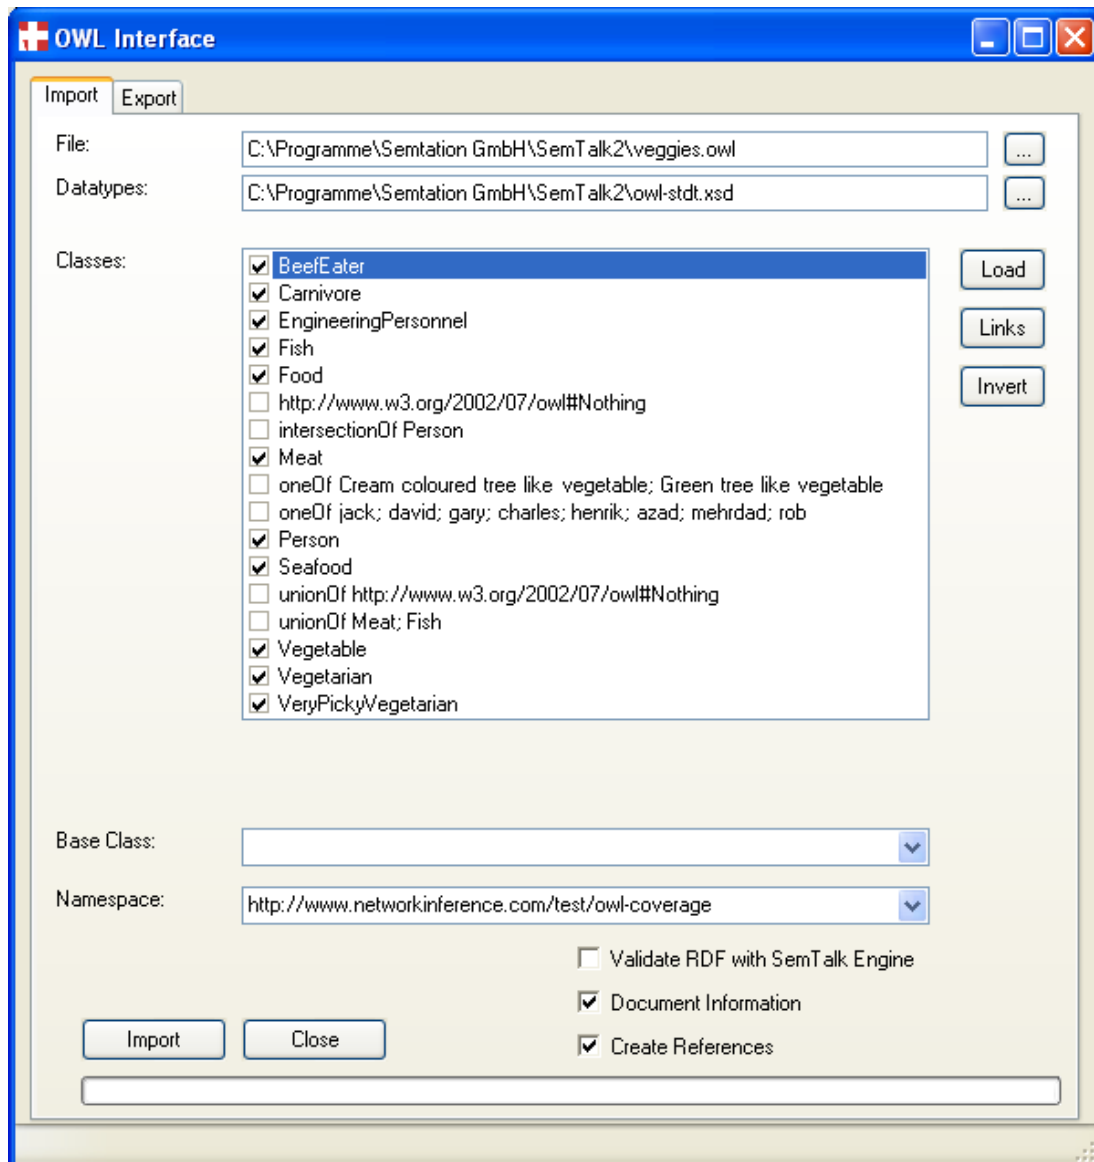 OWL Interface
Import Export
File: C:\Programme\Semtation GmbH\SemTalk2\veggies.owl ...
Datatypes: C:\Programme\Semtation GmbH\SemTalk2\owl-stdt.xsd ...
Classes:
BeefEater
Carnivore
EngineeringPersonnel
Fish
Food
http://www.w3.org/2002/07/owl#Nothing
intersectionOf Person
Meat
oneOf Cream coloured tree like vegetable; Green tree like vegetable
oneOf jack; david; gary; charles; henrik; azad; mehrdad; rob
Person
Seafood
unionOf http://www.w3.org/2002/07/owl#Nothing
unionOf Meat; Fish
Vegetable
Vegetarian
VeryPickyVegetarian
Load
Links
Invert
Base Class:
Namespace: http://www.networkinference.com/test/owl-coverage
Validate RDF with SemTalk Engine
Document Information
Create References
Import Close